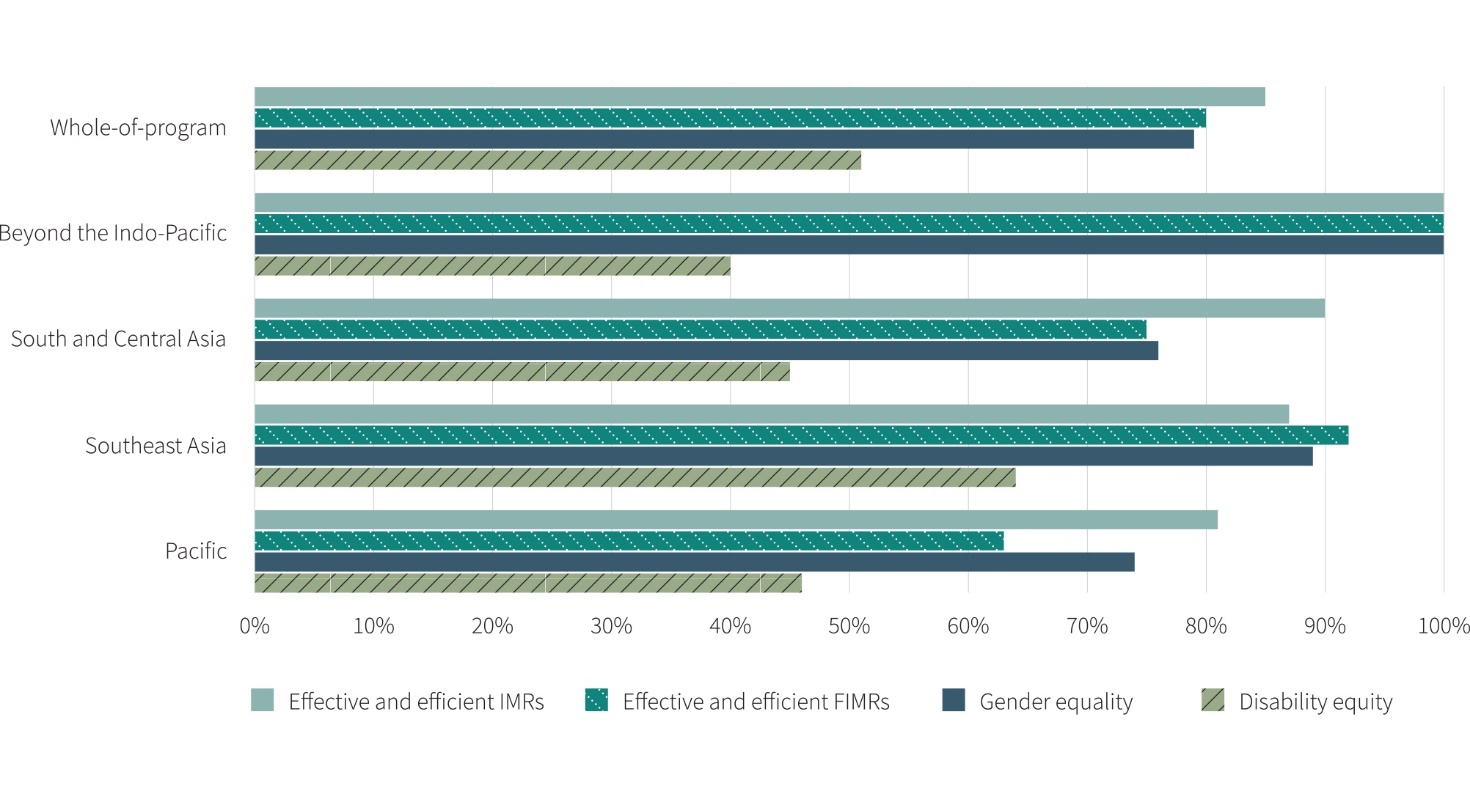 Whole-of-program
Beyond the Indo-Pacific
South and Central Asia
Southeast Asia
Pacific
0% 10% 20% 30% 40% 50% 60% 70% 80% 90% 100%
Effective and efficient IMRs Effective and efficient FIMRs Gender equality Disability equity